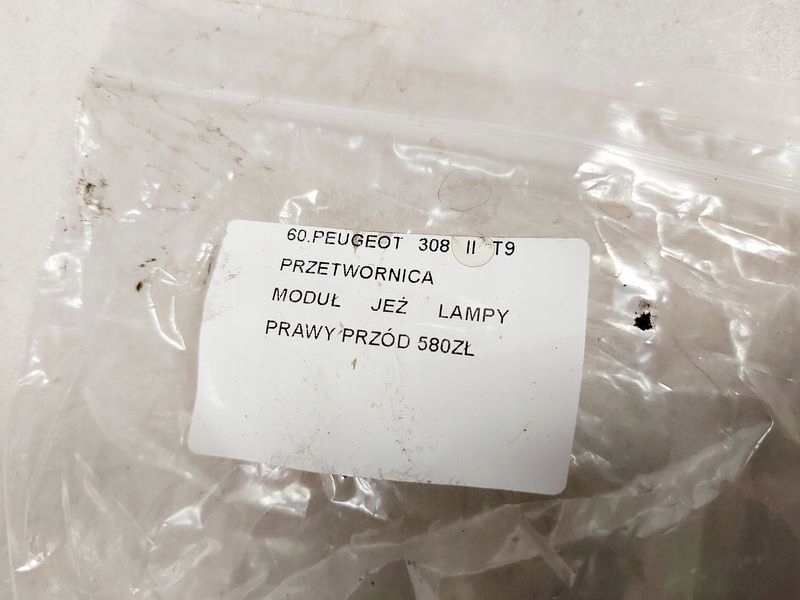 60.PEUGEOT 308 II T9
PRZETWORNICA
MODUŁ JEŻ LAMPY
PRAWY PRZÓD 580ZŁ